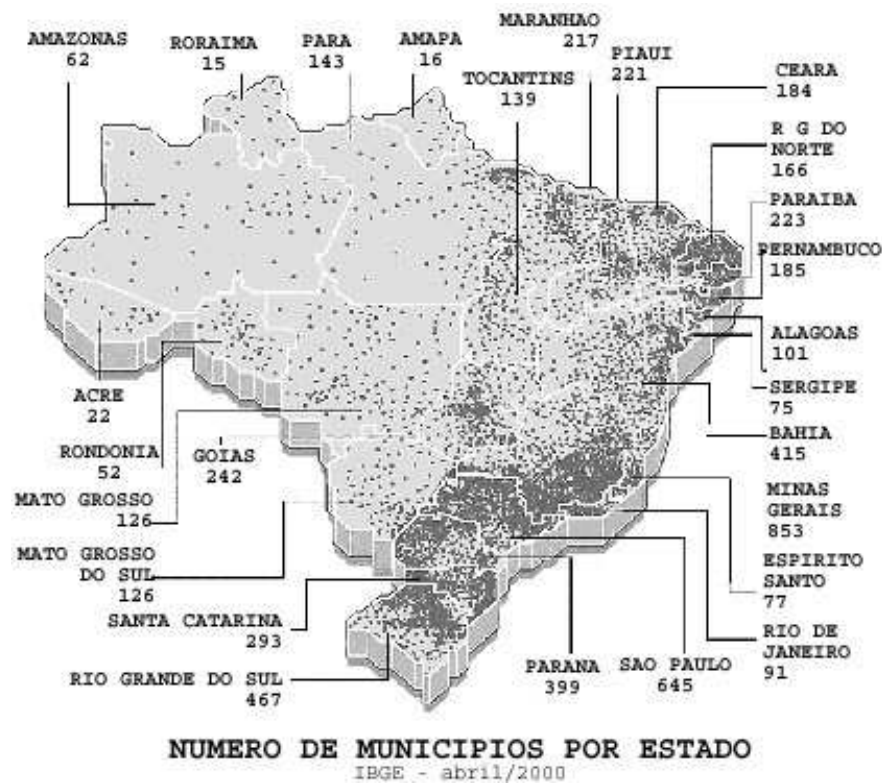 AMAZONAS
62
RORAIMA
15
PARA
143
AMAPA
16
MARANHAO
217
PIAUI
221
TOCANTINS
139
CEARA
184
R G DO
NORTE
166
PARAIBA
223
PERNAMBUCO
185
ALAGOAS
101
SERGIPE
75
BAHIA
415
MINAS
GERAIS
853
ESPIRITO
SANTO
77
RIO DE
JANEIRO
91
ACRE
22
RONDONIA
52
GOIAS
242
MATO GROSSO
126
MATO GROSSO
DO SUL
126
SANTA CATARINA
293
RIO GRANDE DO SUL
467
PARANA
399
SAO PAULO
645
NUMERO DE MUNICIPIOS POR ESTADO
IBGE - abril/2000